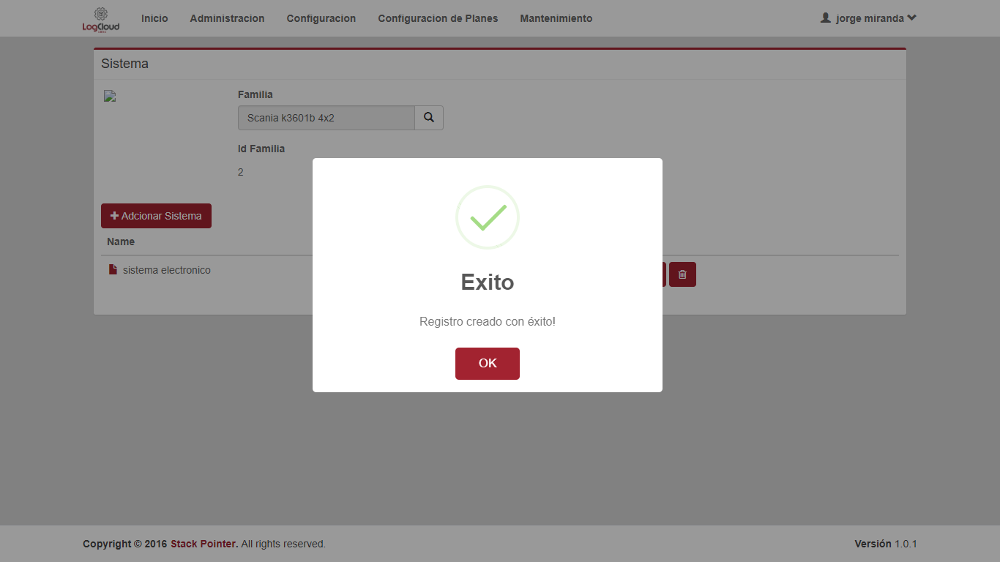 LogCloud
Inicio Administracion Configuracion Configuracion de Planes Mantenimiento jorge miranda
Sistema
Familia
Scania k3601b 4x2
Id Familia
2
Adcionar Sistema
Name
sistema electronico
Exito
Registro creado con éxito!
OK
Copyright © 2016 Stack Pointer. All rights reserved. Versión 1.0.1